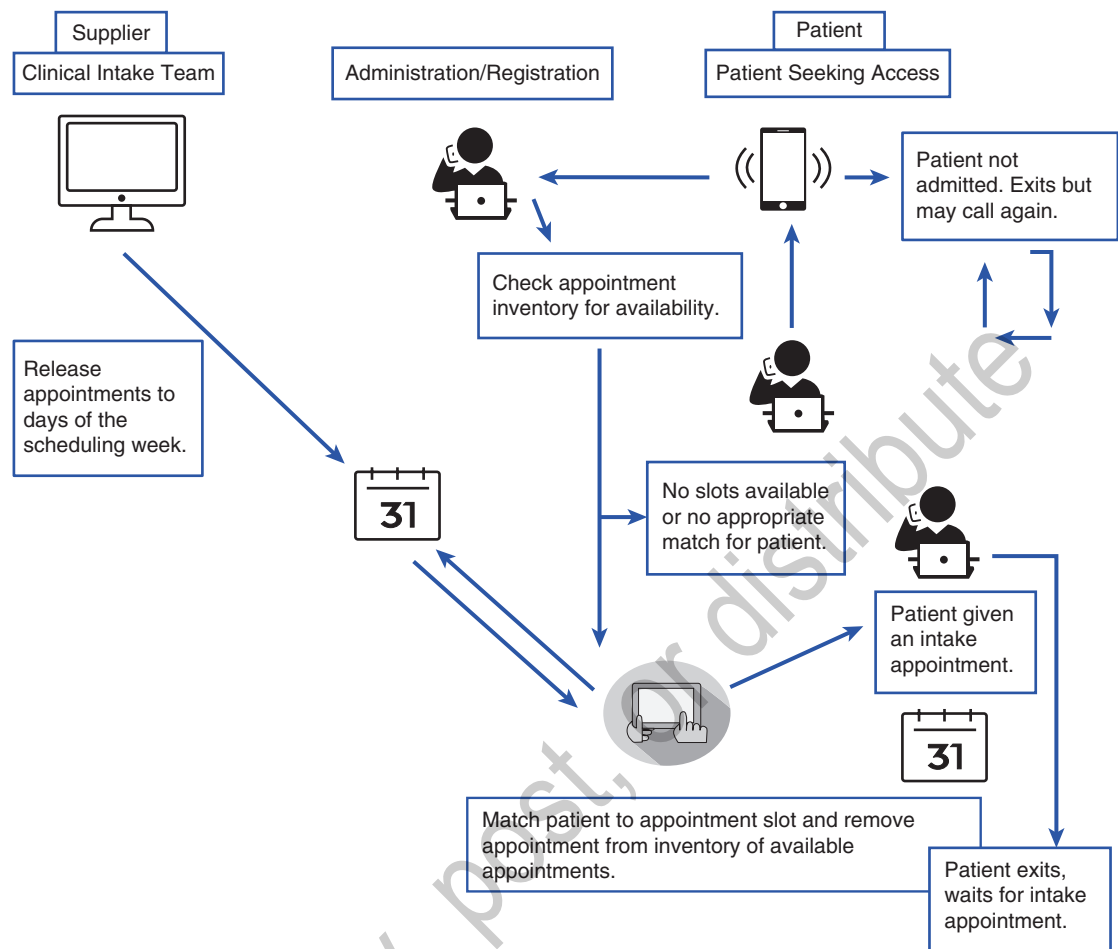 Supplier
Clinical Intake Team
Administration/Registration
Patient
Patient Seeking Access
Patient not
admitted. Exits but
may call again.
Check appointment
inventory for availability.
Release
appointments to
days of the
scheduling week.
31
No slots available
or no appropriate
match for patient.
Patient given
an intake
appointment.
31
Match patient to appointment slot and remove
appointment from inventory of available
appointments.
Patient exits,
waits for intake
appointment.
post, or distribute